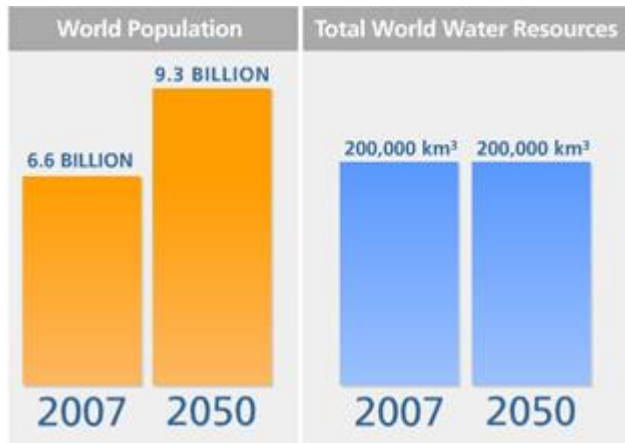 World Population
9.3 BILLION
6.6 BILLION
2007 2050
Total World Water Resources
200,000 km³ 200,000 km³
2007 2050